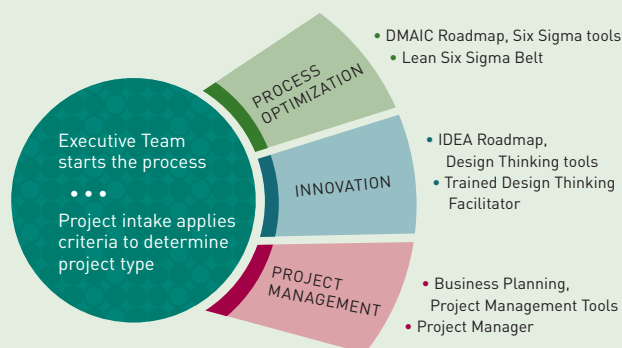 Executive Team
starts the process
•••
Project intake applies
criteria to determine
project type
PROCESS
OPTIMIZATION
• DMAIC Roadmap, Six Sigma tools
• Lean Six Sigma Belt
INNOVATION
• IDEA Roadmap,
Design Thinking tools
• Trained Design Thinking
Facilitator
PROJECT
MANAGEMENT
• Business Planning,
Project Management Tools
• Project Manager